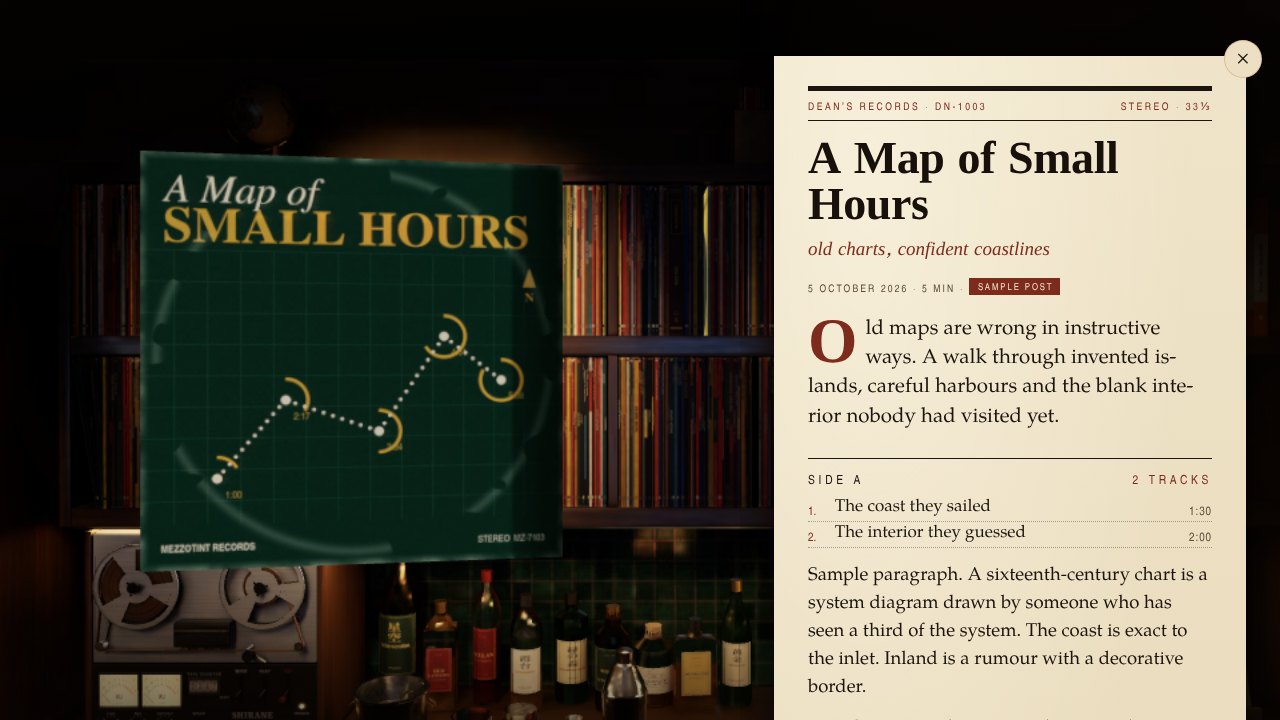 A Map of
SMALL HOURS
N
2:17
1:00
MEZZOTINT RECORDS
STEREO MZ-7103
SHIRANE
×
DEAN'S RECORDS · DN-1003
STEREO · 33⅓
A Map of Small
Hours
old charts, confident coastlines
5 OCTOBER 2026 · 5 MIN · SAMPLE POST
Old maps are wrong in instructive
ways. A walk through invented is-
lands, careful harbours and the blank inte-
rior nobody had visited yet.
SIDE A
2 TRACKS
1. The coast they sailed 1:30
2. The interior they guessed 2:00
Sample paragraph. A sixteenth-century chart is a
system diagram drawn by someone who has
seen a third of the system. The coast is exact to
the inlet. Inland is a rumour with a decorative
border.